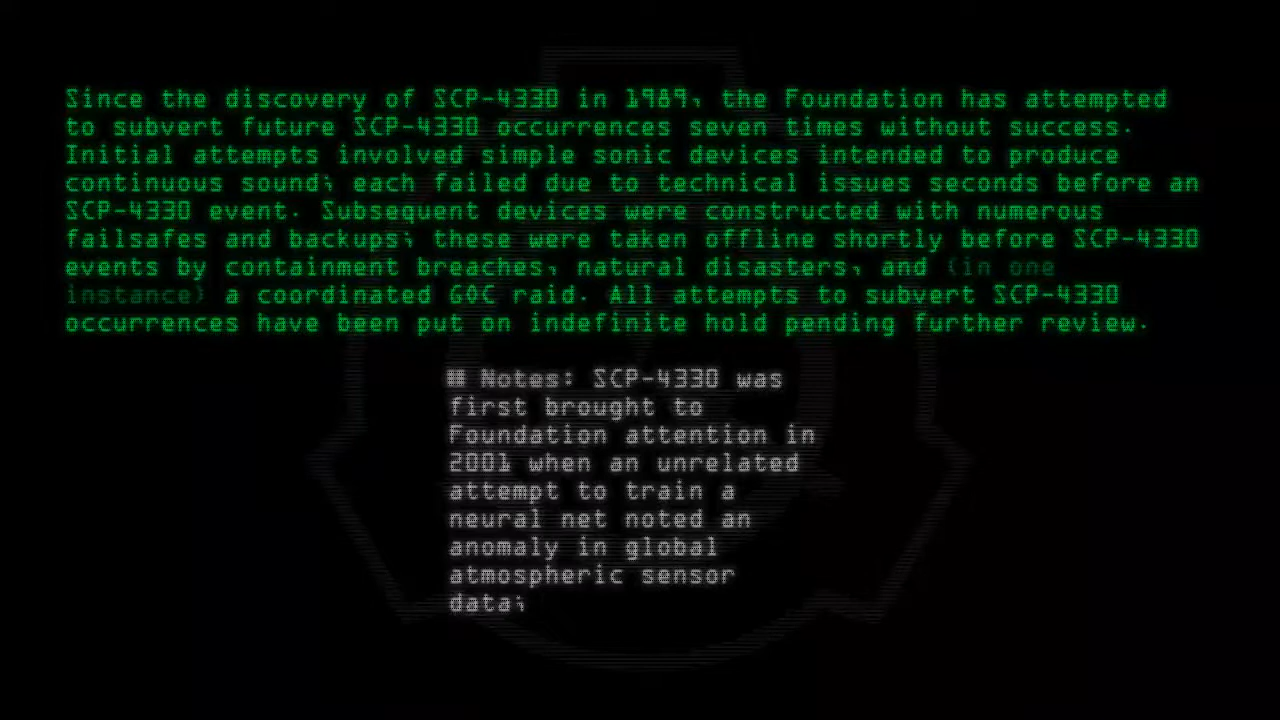 Since the discovery of SCP-4330 in 1989, the Foundation has attempted
to subvert future SCP-4330 occurrences seven times without success.
Initial attempts involved simple sonic devices intended to produce
continuous sound; each failed due to technical issues seconds before an
SCP-4330 event. Subsequent devices were constructed with numerous
failsafes and backups; these were taken offline shortly before SCP-4330
events by containment breaches, natural disasters, and (in one
instance) a coordinated GOC raid. All attempts to subvert SCP-4330
occurrences have been put on indefinite hold pending further review.
■ Notes: SCP-4330 was
first brought to
Foundation attention in
2001 when an unrelated
attempt to train a
neural net noted an
anomaly in global
atmospheric sensor
data;